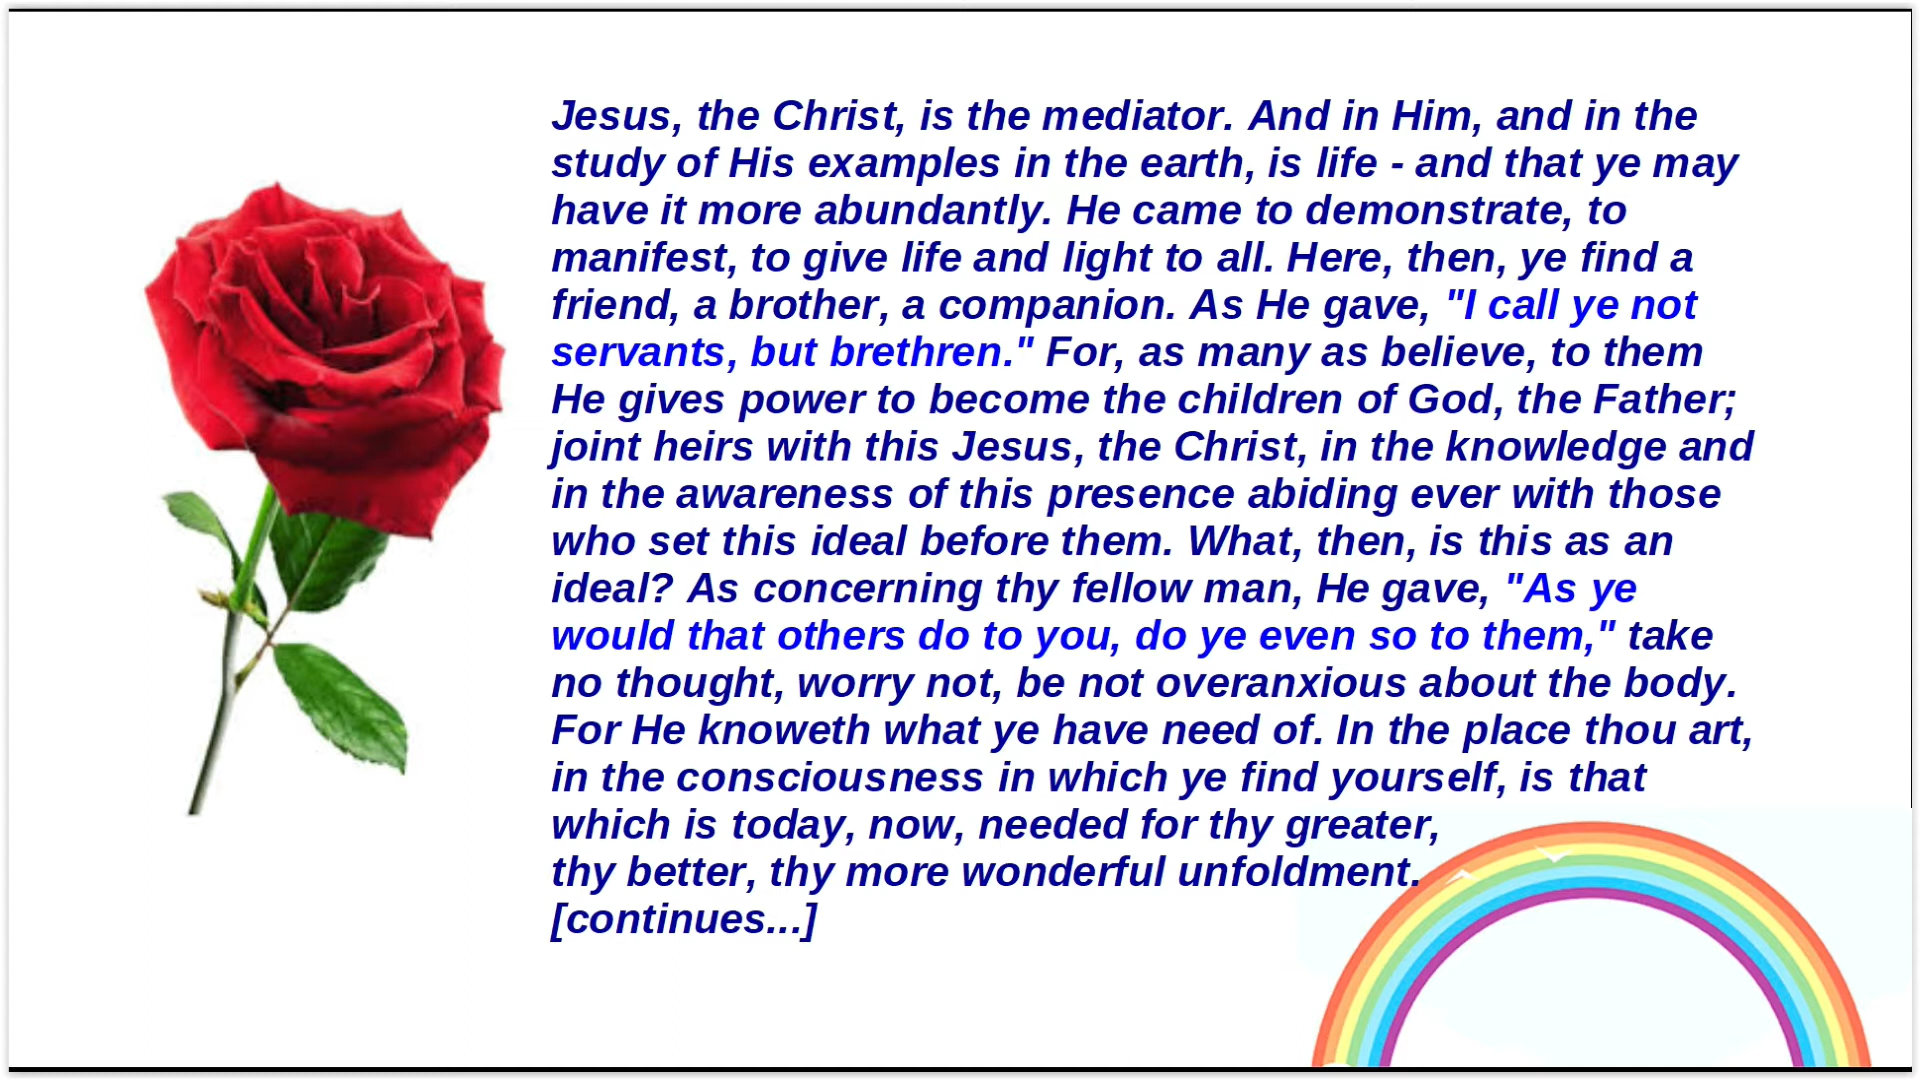 Jesus, the Christ, is the mediator. And in Him, and in the
study of His examples in the earth, is life - and that ye may
have it more abundantly. He came to demonstrate, to
manifest, to give life and light to all. Here, then, ye find a
friend, a brother, a companion. As He gave, "I call ye not
servants, but brethren." For, as many as believe, to them
He gives power to become the children of God, the Father;
joint heirs with this Jesus, the Christ, in the knowledge and
in the awareness of this presence abiding ever with those
who set this ideal before them. What, then, is this as an
ideal? As concerning thy fellow man, He gave, "As ye
would that others do to you, do ye even so to them," take
no thought, worry not, be not overanxious about the body.
For He knoweth what ye have need of. In the place thou art,
in the consciousness in which ye find yourself, is that
which is today, now, needed for thy greater,
thy better, thy more wonderful unfoldment.
[continues...]